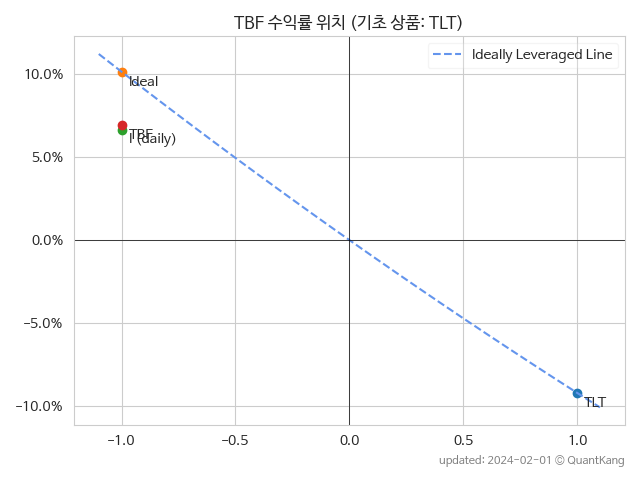 TBF 수익률 위치 (기초 상품: TLT)
Ideally Leveraged Line
10.0%
Ideal
TBF
I (daily)
5.0%
0.0%
−5.0%
−10.0%
TLT
−1.0 −0.5 0.0 0.5 1.0
updated: 2024-02-01 © QuantKang